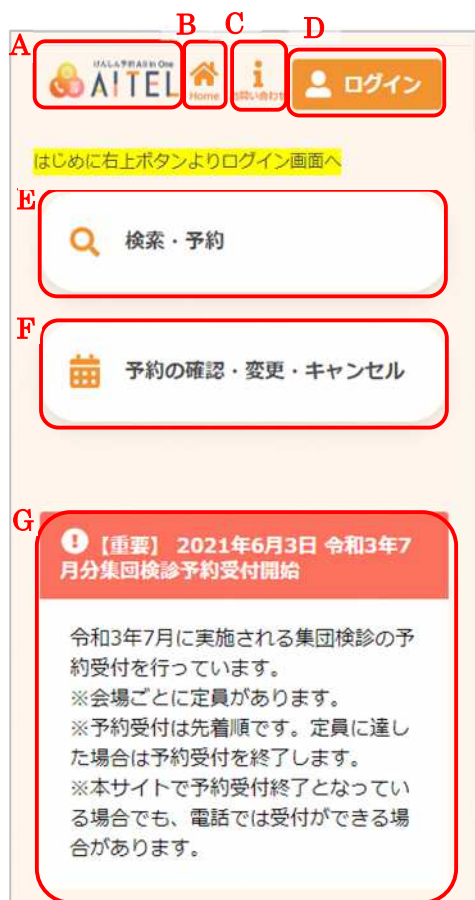 A B C D
けんしん予約 All in One
AITEL
Home
お問い合わせ
ログイン
はじめに右上ボタンよりログイン画面へ
E
検索・予約
F
予約の確認・変更・キャンセル
G
【重要】 2021年6月3日 令和3年7
月分集団検診予約受付開始
令和3年7月に実施される集団検診の予
約受付を行っています。
※会場ごとに定員があります。
※予約受付は先着順です。定員に達し
た場合は予約受付を終了します。
※本サイトで予約受付終了となってい
る場合でも、電話では受付ができる場
合があります。